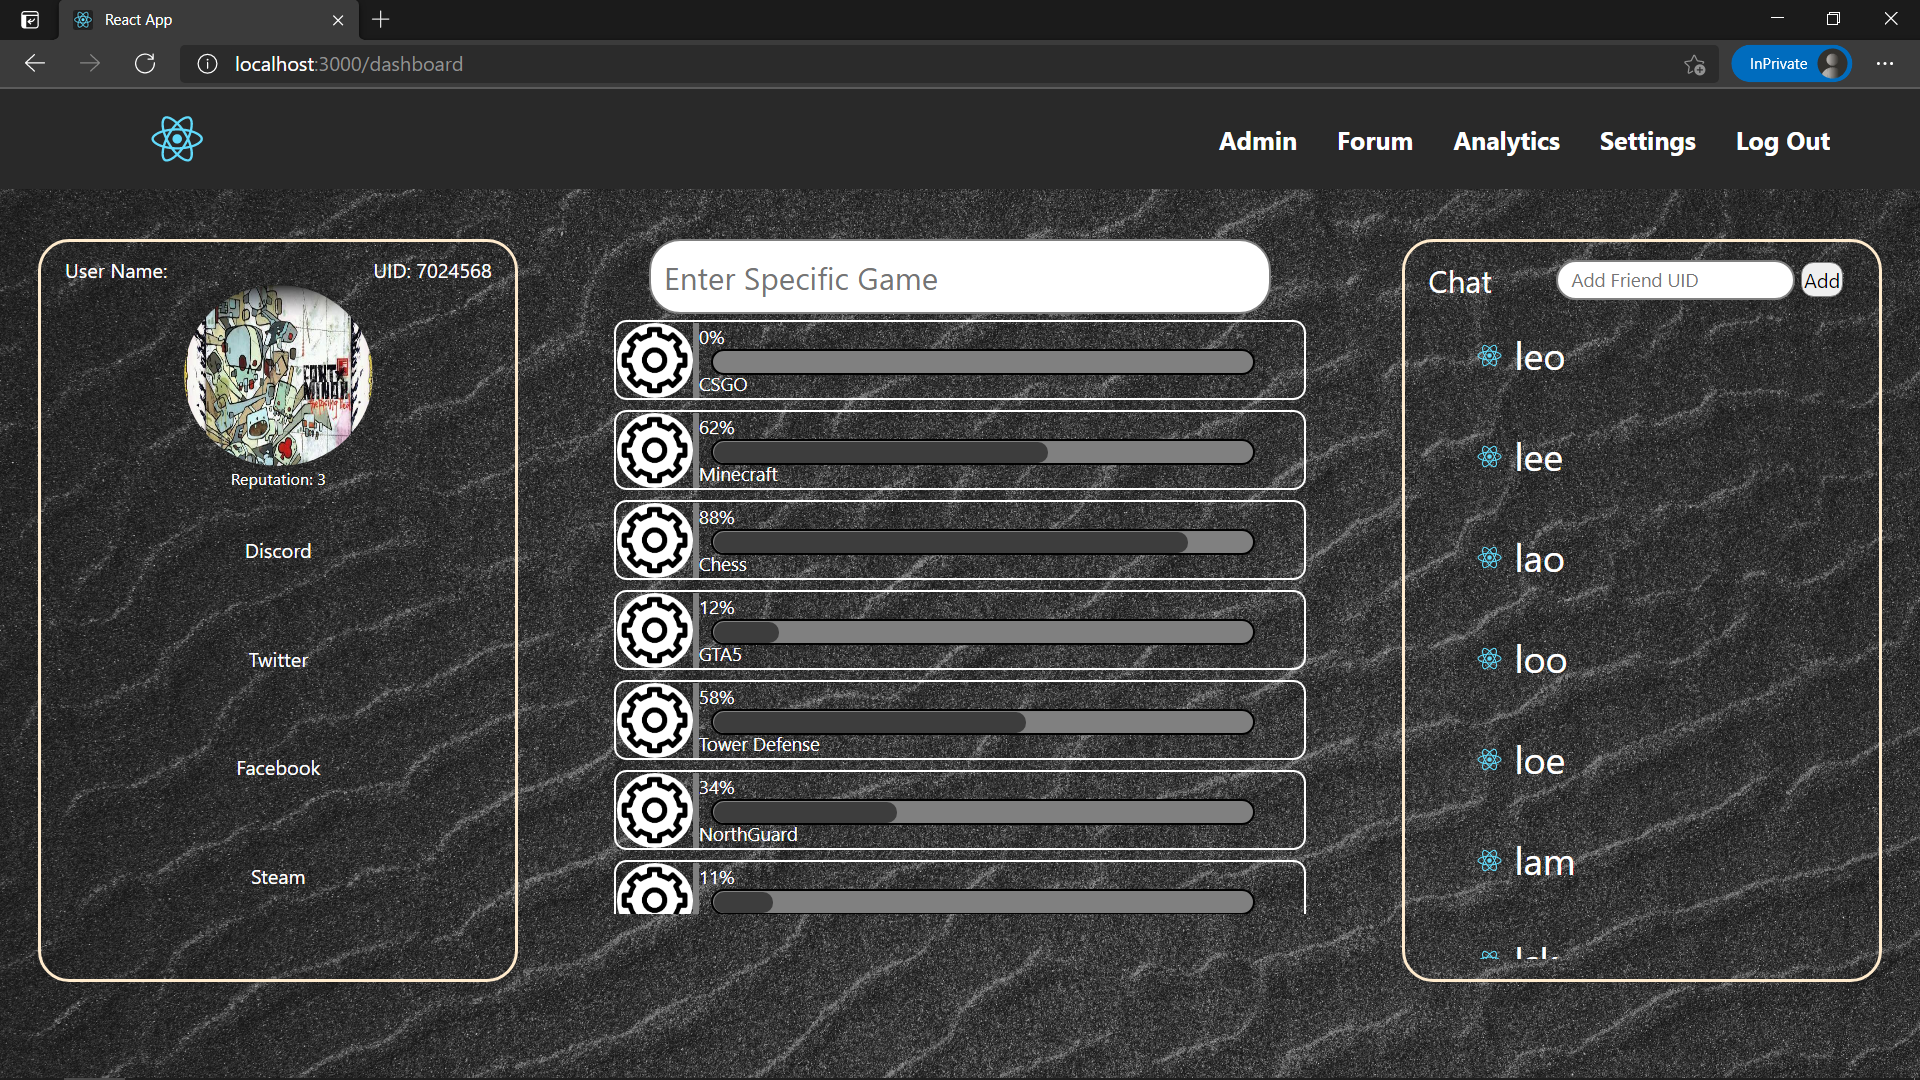 React App
localhost:3000/dashboard
InPrivate
Admin Forum Analytics Settings Log Out
User Name: UID: 7024568
Reputation: 3
Discord
Twitter
Facebook
Steam
Enter Specific Game
0%
CSGO
62%
Minecraft
88%
Chess
12%
GTA5
58%
Tower Defense
34%
NorthGuard
11%
Chat Add Friend UID Add
leo
lee
lao
loo
loe
lam